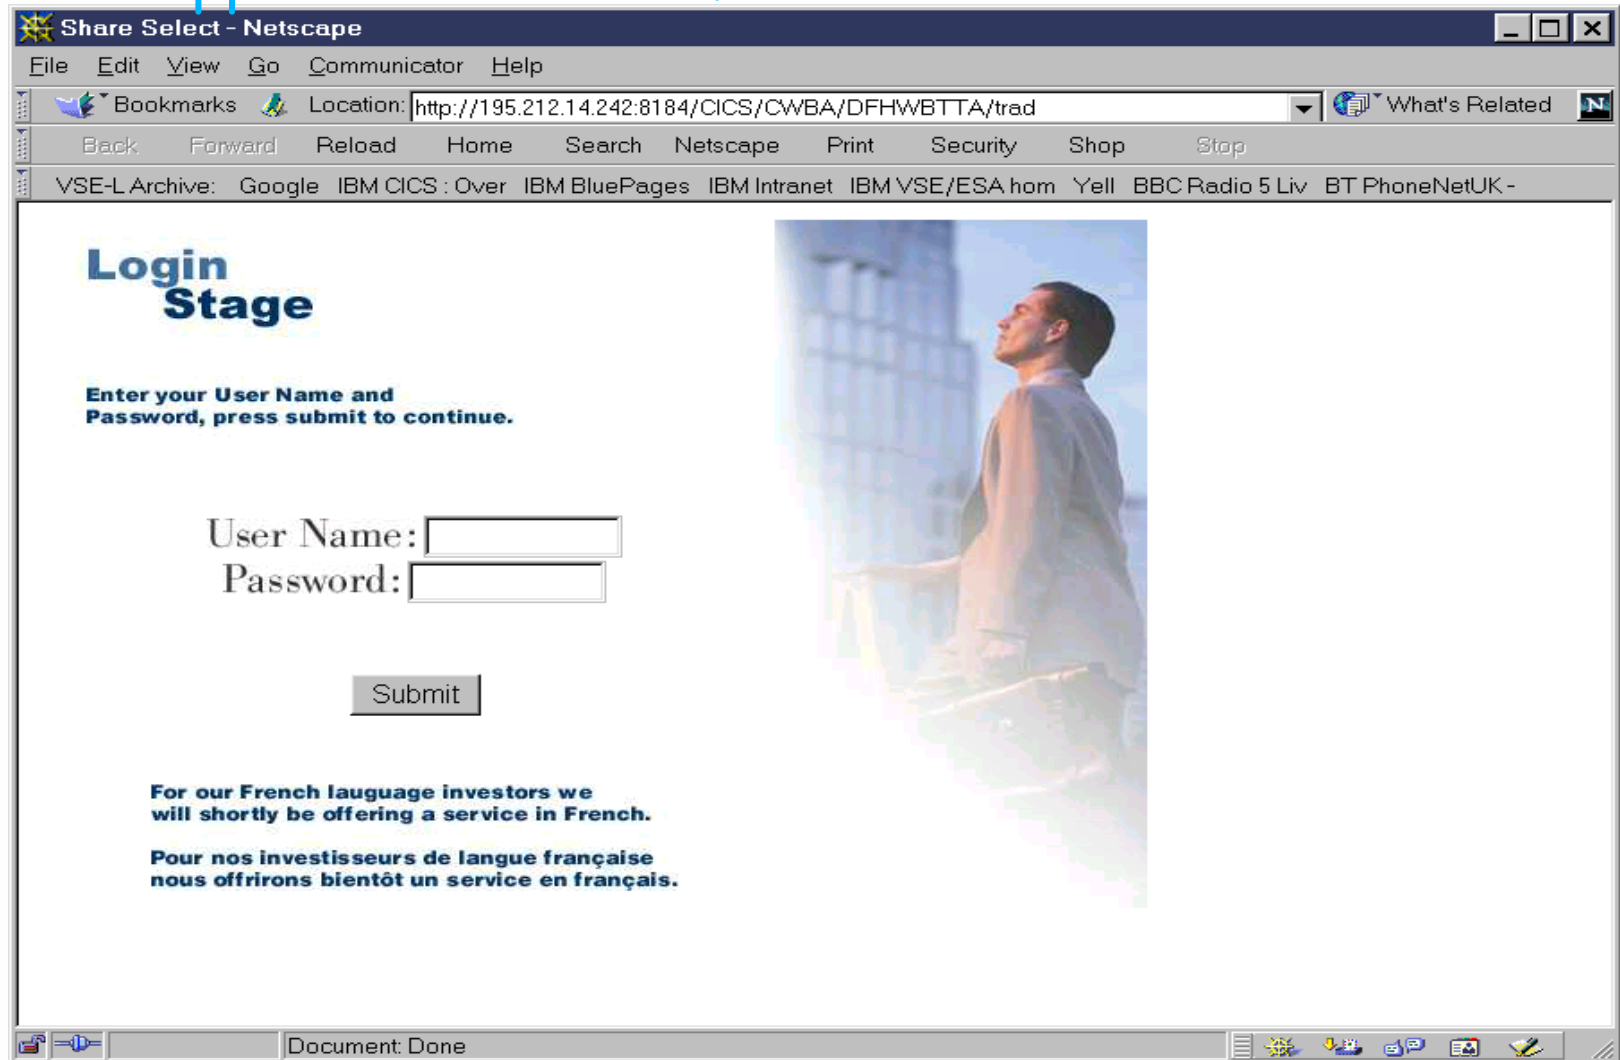 Share Select - Netscape
File Edit View Go Communicator Help
Bookmarks Location: http://195.212.14.242:8184/CICS/CWBA/DFHWBTTA/trad What's Related N
Back Forward Reload Home Search Netscape Print Security Shop Stop
VSE-L Archive: Google IBM CICS : Over IBM BluePages IBM Intranet IBM VSE/ESA hom Yell BBC Radio 5 Liv BT PhoneNetUK -
Login
Stage
Enter your User Name and
Password, press submit to continue.
User Name:
Password:
Submit
For our French lauguage investors we
will shortly be offering a service in French.
Pour nos investisseurs de langue française
nous offrirons bientôt un service en français.
Document: Done